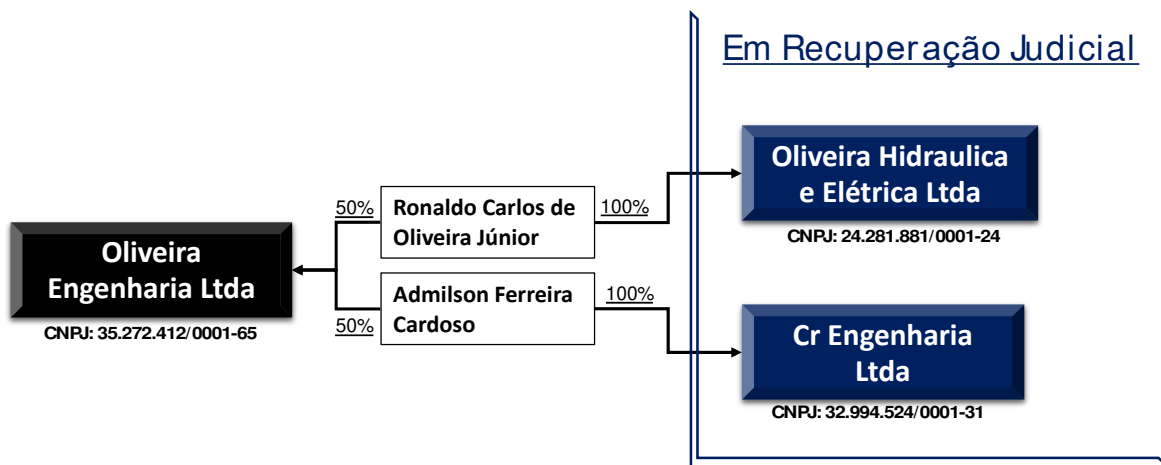 Em Recuperação Judicial
Oliveira Hidraulica
e Elétrica Ltda
CNPJ: 24.281.881/0001-24
50%
Ronaldo Carlos de
Oliveira Júnior
100%
Oliveira
Engenharia Ltda
CNPJ: 35.272.412/0001-65
Admilson Ferreira
Cardoso
50%
100%
Cr Engenharia
Ltda
CNPJ: 32.994.524/0001-31